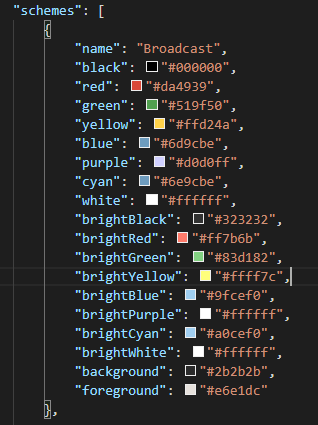 "schemes": [
{
"name": "Broadcast",
"black": "#000000",
"red": "#da4939",
"green": "#519f50",
"yellow": "#ffd24a",
"blue": "#6d9cbe",
"purple": "#d0d0ff",
"cyan": "#6e9cbe",
"white": "#ffffff",
"brightBlack": "#323232",
"brightRed": "#ff7b6b",
"brightGreen": "#83d182",
"brightYellow": "#ffff7c",
"brightBlue": "#9fcef0",
"brightPurple": "#ffffff",
"brightCyan": "#a0cef0",
"brightWhite": "#ffffff",
"background": "#2b2b2b",
"foreground": "#e6e1dc"
},